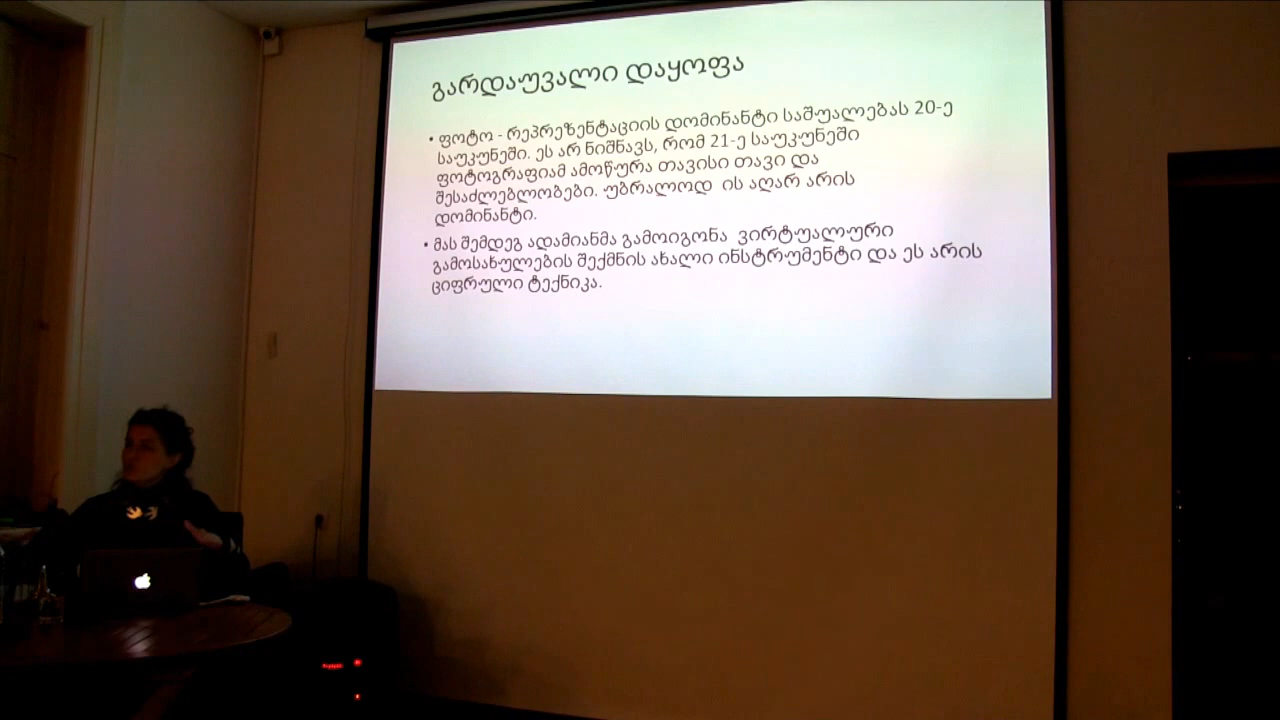 გარდაუვალი დაყოფა
• ფოტო - რეპრეზენტაციის დომინანტი საშუალებას 20-ე
საუკუნეში. ეს არ ნიშნავს, რომ 21-ე საუკუნეში
ფოტოგრაფიამ ამოწურა თავისი თავი და
შესაძლებლობები. უბრალოდ ის აღარ არის
დომინანტი.
• მას შემდეგ ადამიანმა გამოიგონა ვირტუალური
გამოსახულების შექმნის ახალი ინსტრუმენტი და ეს არის
ციფრული ტექნიკა.